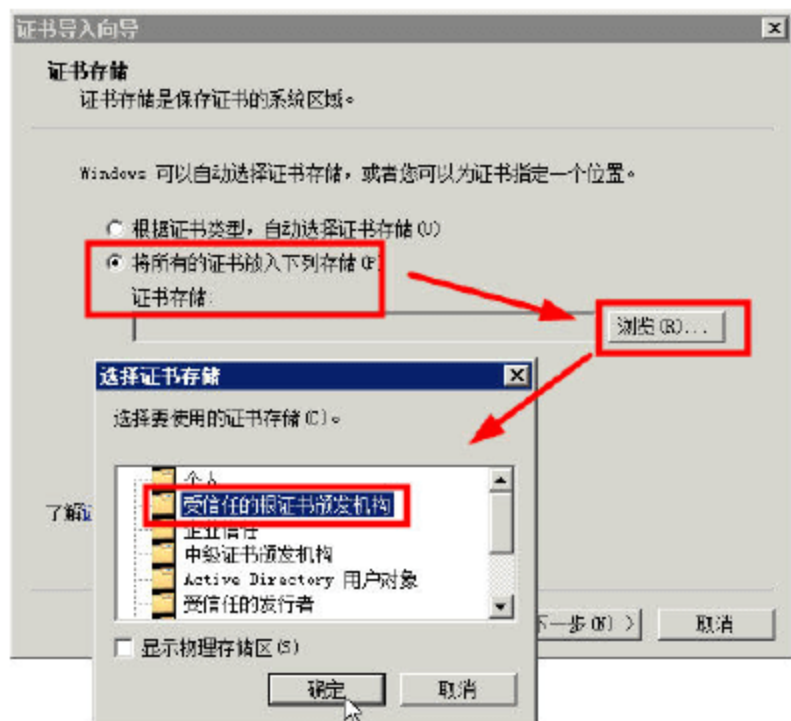 证书导入向导
证书存储
证书存储是保存证书的系统区域。
Windows 可以自动选择证书存储，或者您可以为证书指定一个位置。
根据证书类型，自动选择证书存储(U)
将所有的证书放入下列存储(P)
证书存储:
浏览(R)...
选择证书存储
选择要使用的证书存储(C)。
个人
受信任的根证书颁发机构
企业信任
中级证书颁发机构
Active Directory 用户对象
受信任的发行者
显示物理存储区(S)
确定
取消
了解证
下一步(N) >
取消